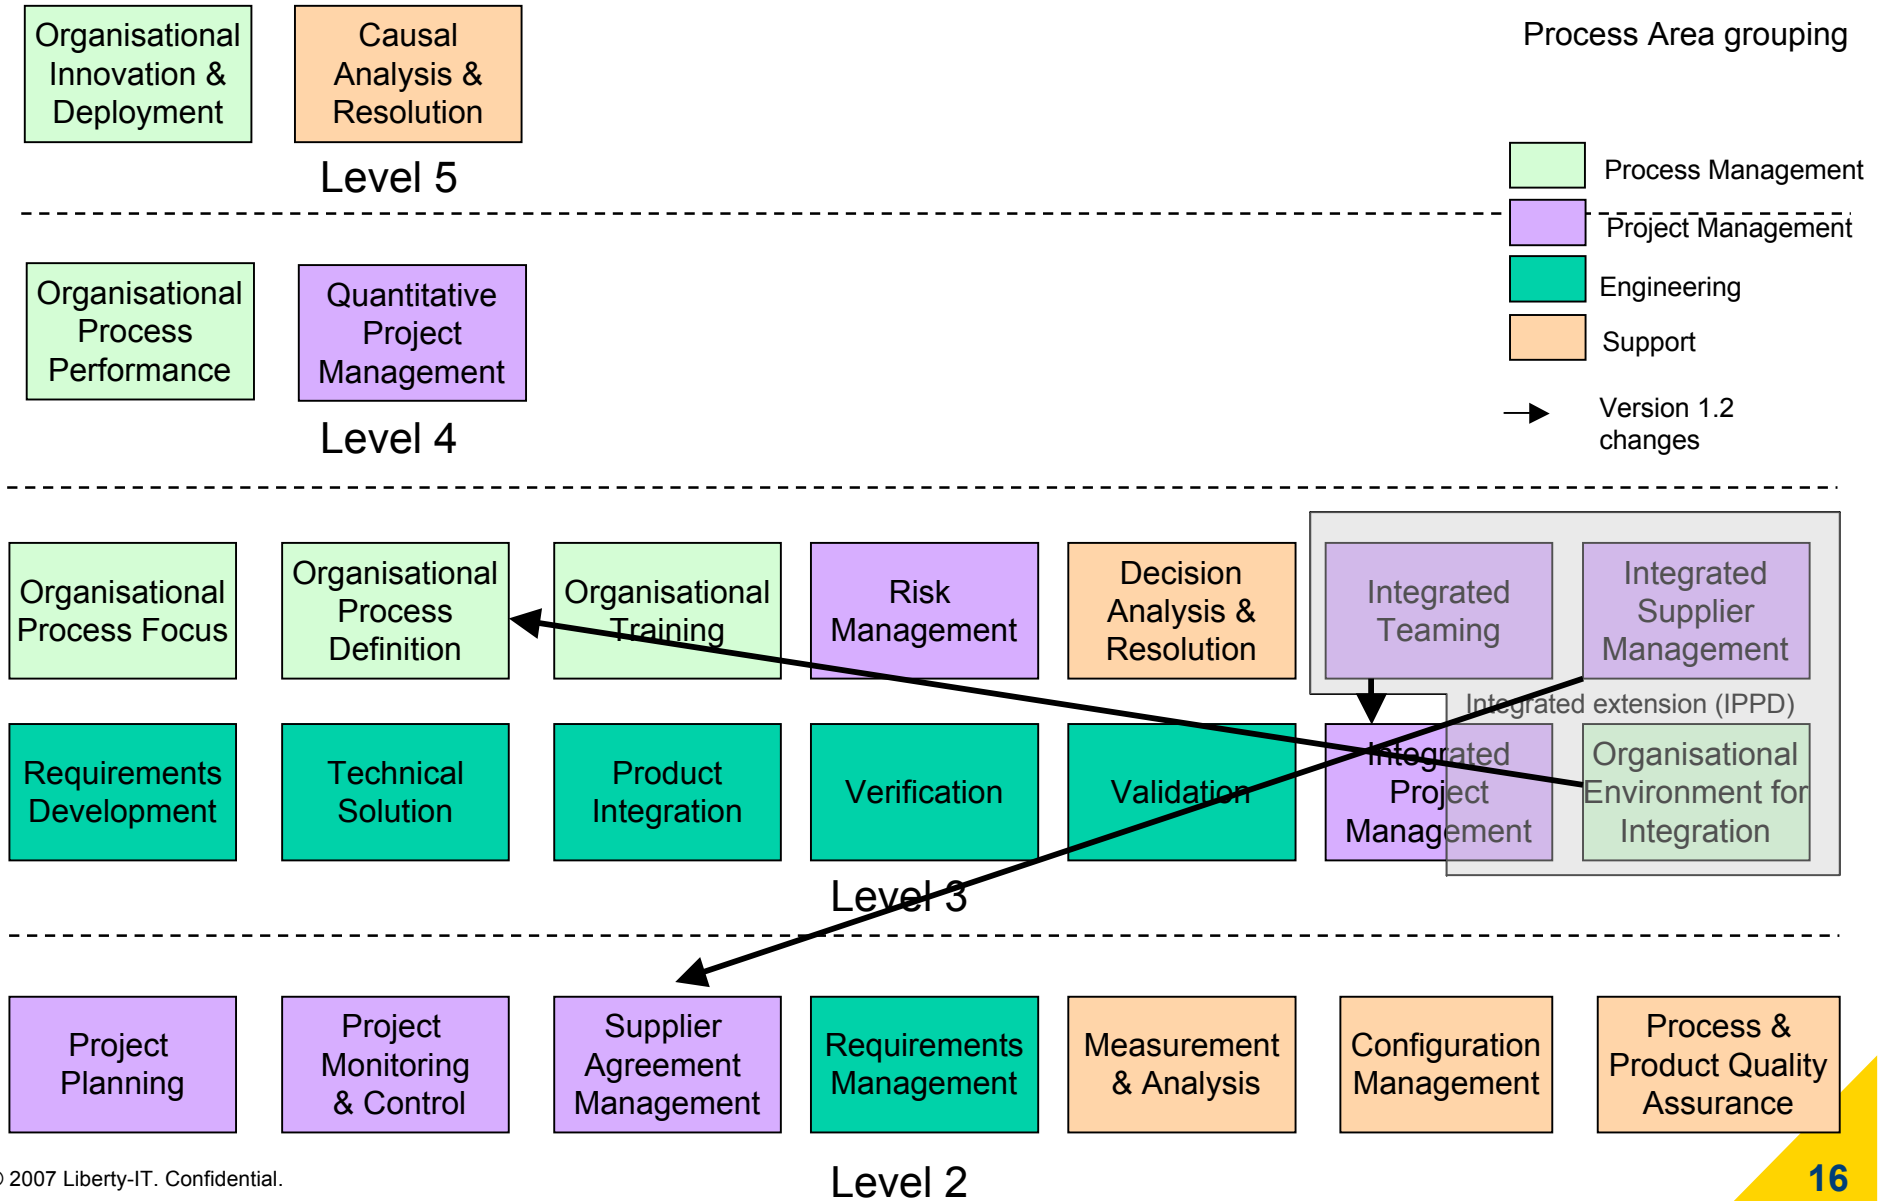 Organisational
Innovation &
Deployment
Causal
Analysis &
Resolution
Process Area grouping
Level 5
Process Management
Project Management
Engineering
Support
Version 1.2
changes
Organisational
Process
Performance
Quantitative
Project
Management
Level 4
Organisational
Process Focus
Organisational
Process
Definition
Organisational
Training
Risk
Management
Decision
Analysis &
Resolution
Integrated
Teaming
Integrated
Supplier
Management
Integrated extension (IPPD)
Requirements
Development
Technical
Solution
Product
Integration
Verification
Validation
Integrated
Project
Management
Organisational
Environment for
Integration
Level 3
Project
Planning
Project
Monitoring
& Control
Supplier
Agreement
Management
Requirements
Management
Measurement
& Analysis
Configuration
Management
Process &
Product Quality
Assurance
© 2007 Liberty-IT. Confidential.
Level 2
16